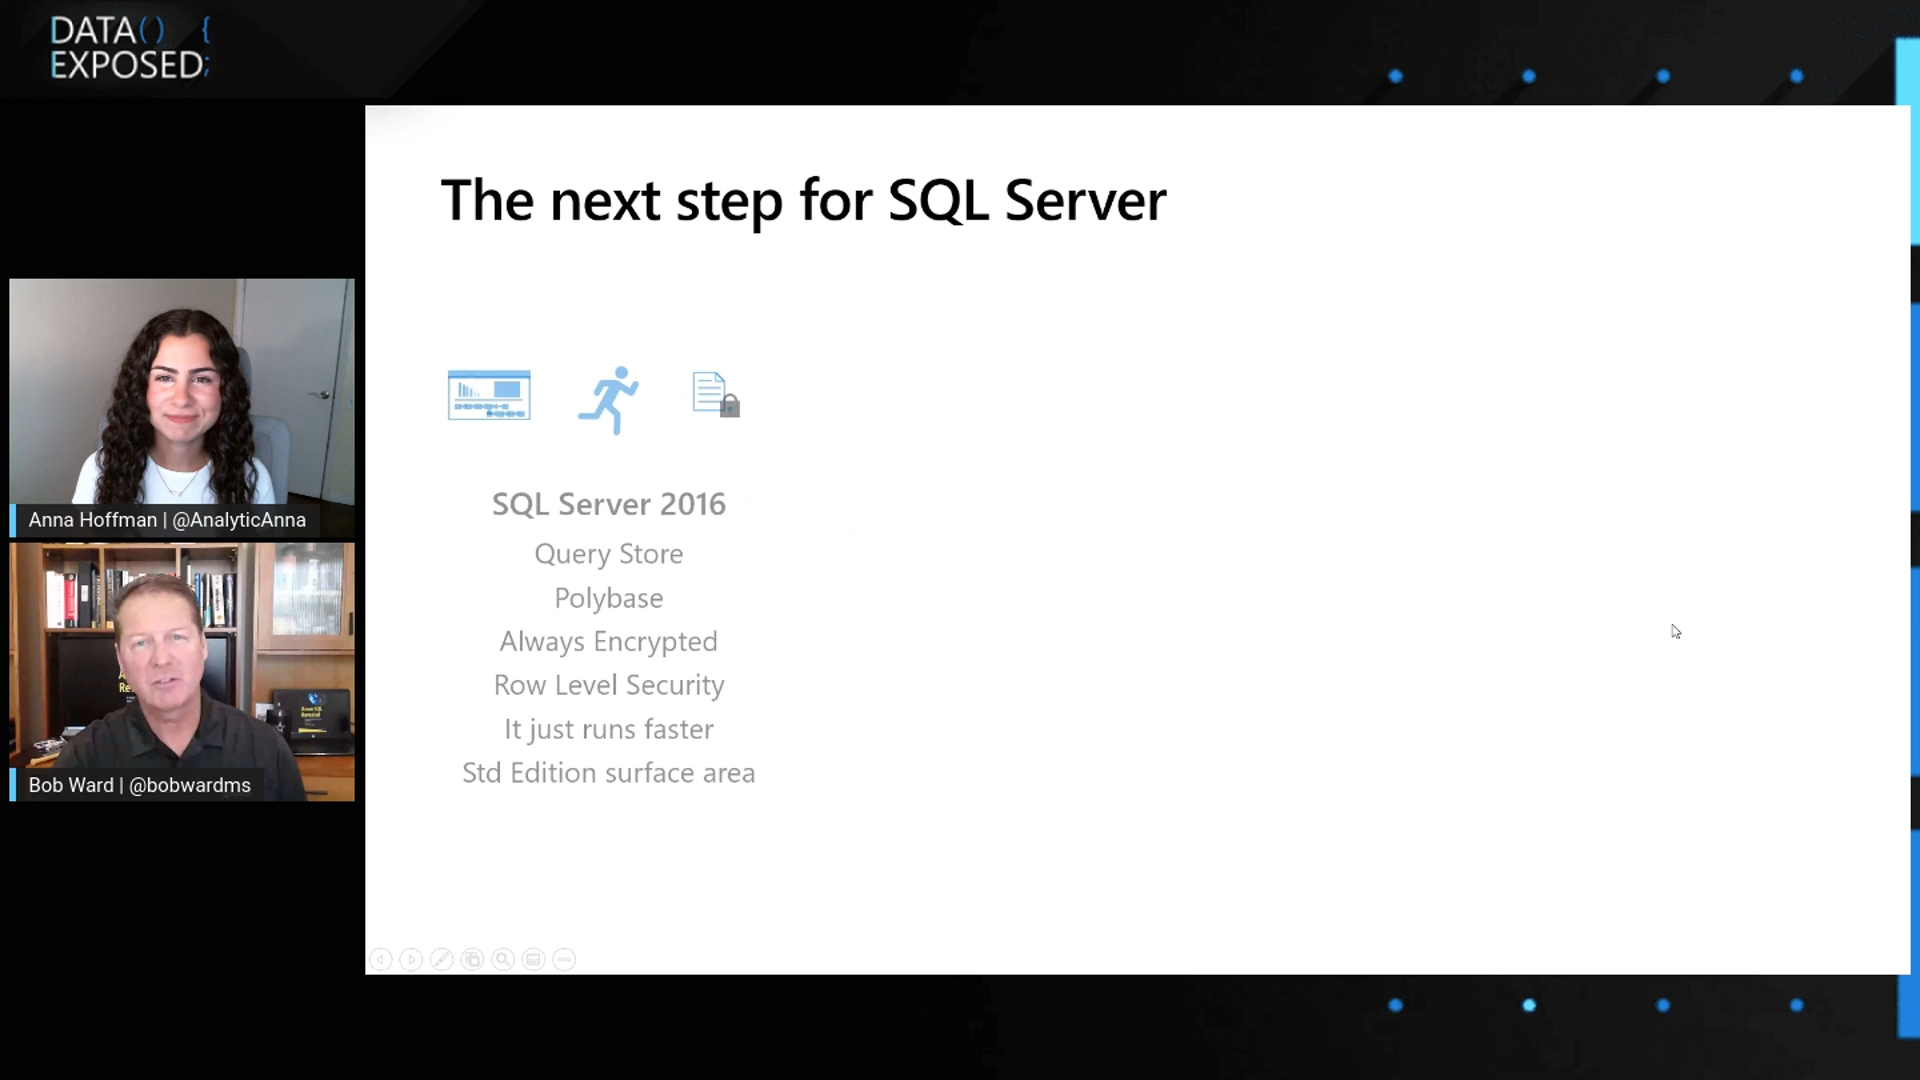 DATA() {
EXPOSED;
The next step for SQL Server
SQL Server 2016
Query Store
Polybase
Always Encrypted
Row Level Security
It just runs faster
Std Edition surface area
Anna Hoffman | @AnalyticAnna
Bob Ward | @bobwardms